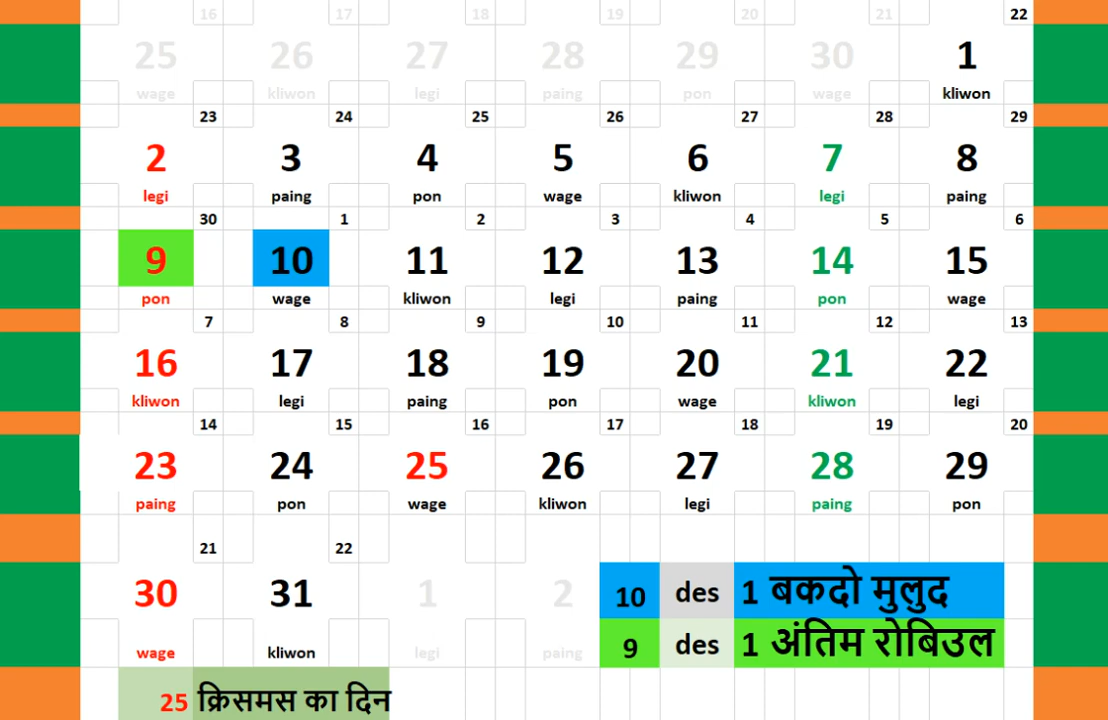 16 17 18 19 20 21 22
25 26 27 28 29 30 1
wage kliwon legi paing pon wage kliwon
23 24 25 26 27 28 29
2 3 4 5 6 7 8
legi paing pon wage kliwon legi paing
30 1 2 3 4 5 6
9 10 11 12 13 14 15
pon wage kliwon legi paing pon wage
7 8 9 10 11 12 13
16 17 18 19 20 21 22
kliwon legi paing pon wage kliwon legi
14 15 16 17 18 19 20
23 24 25 26 27 28 29
paing pon wage kliwon legi paing pon
21 22
30 31 1 2
wage kliwon legi paing
10 des 1 बकदो मुलुद
9 des 1 अंतिम रोबिउल
25 क्रिसमस का दिन